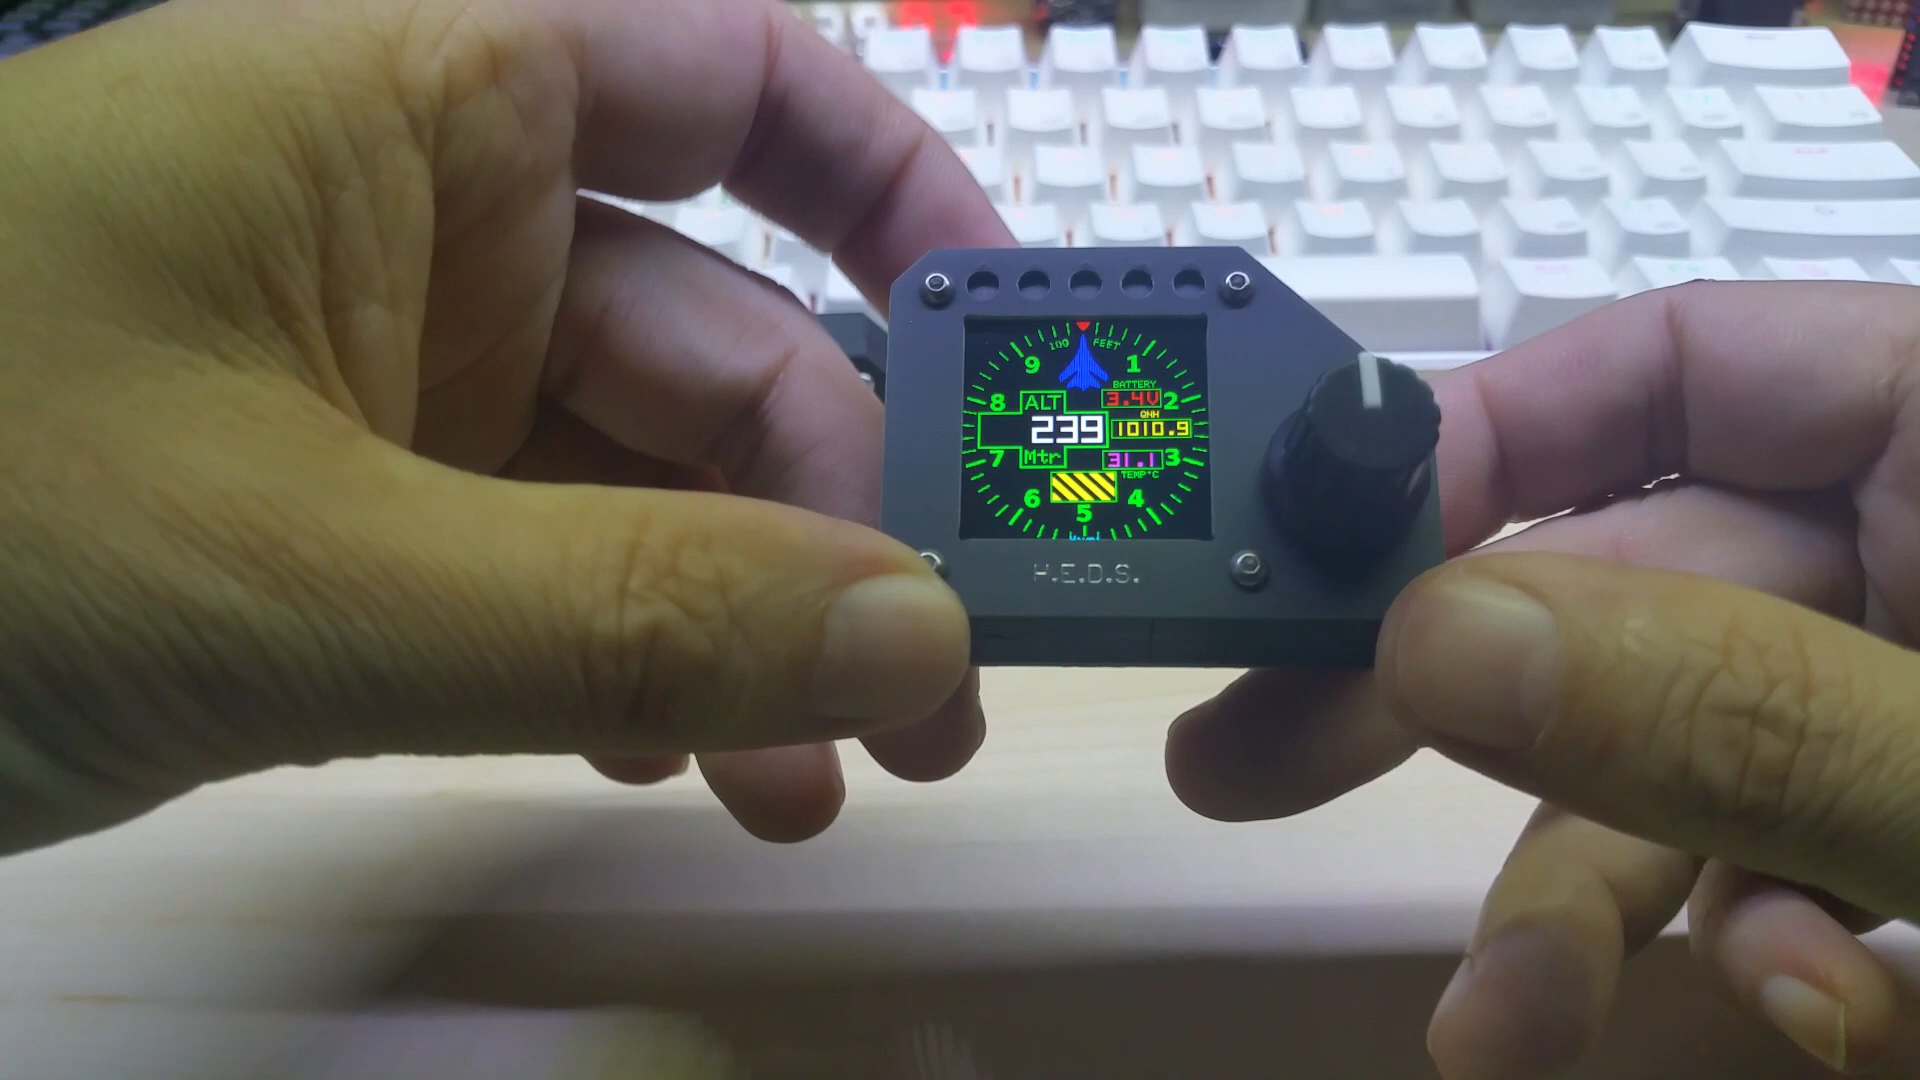 100 FEET
9 1
BATTERY
8 ALT 3.4V 2
QNH
239 1010.9
7 Mtr 31.1 3
TEMP°C
6 4
5
H.E.D.S.